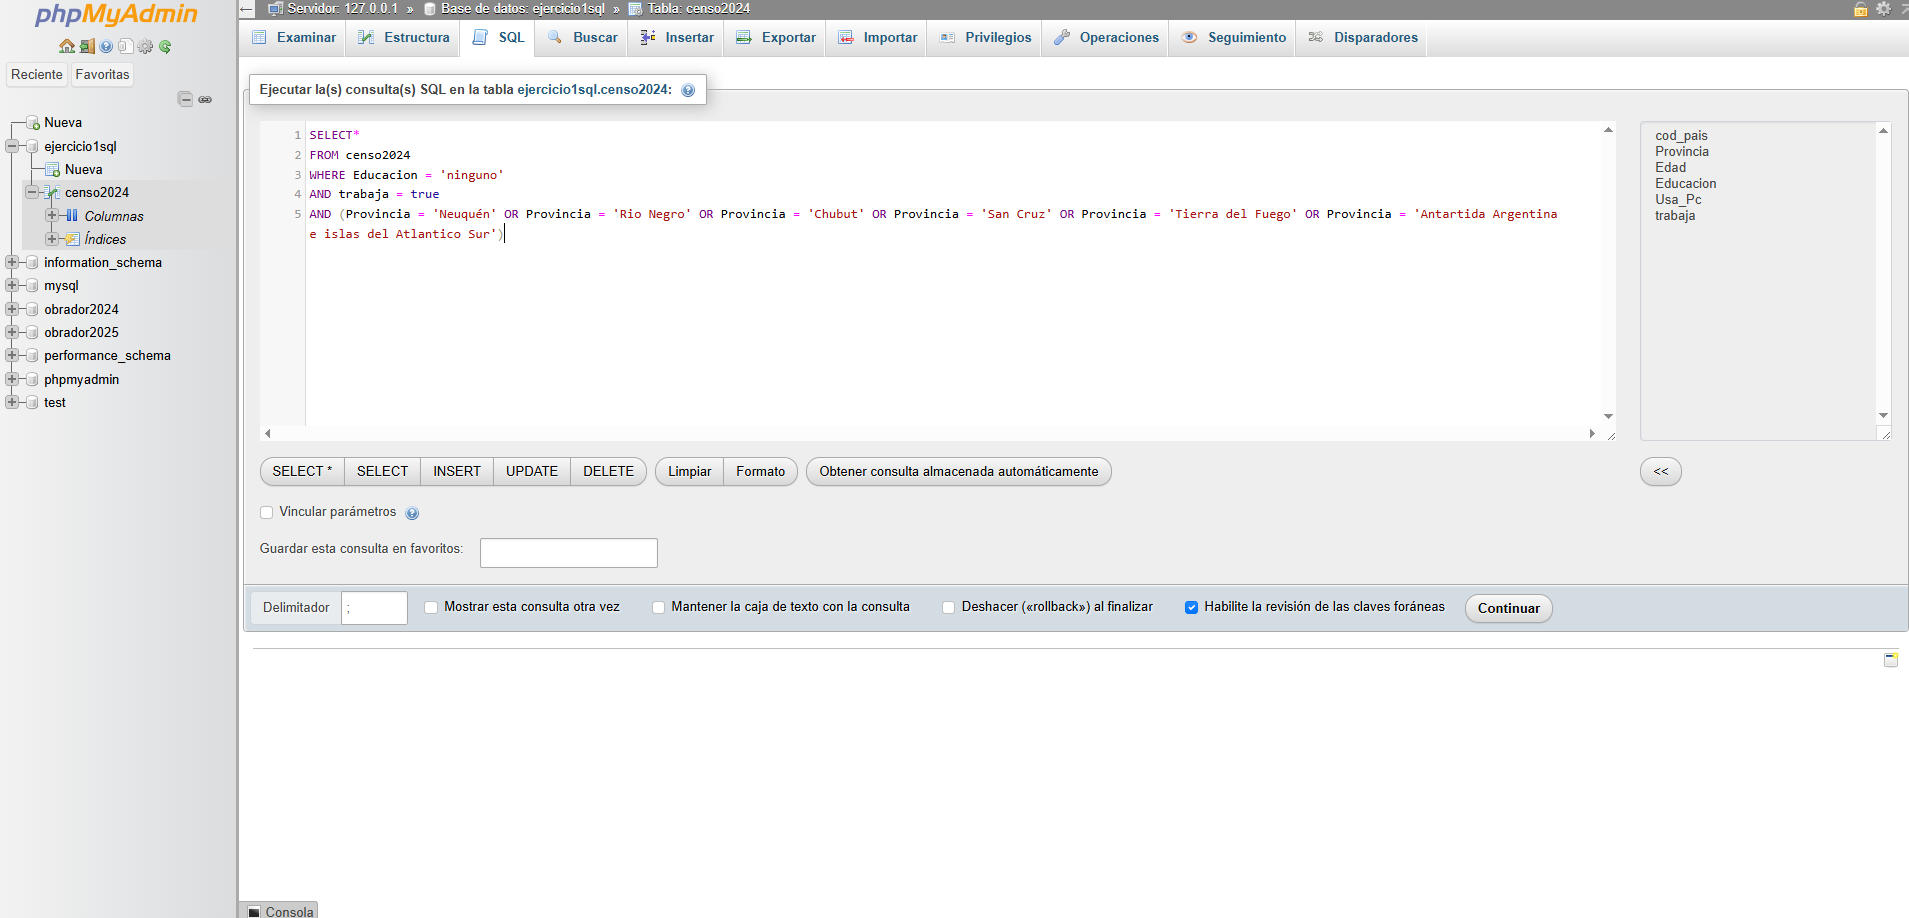 phpMyAdmin
Reciente Favoritas
Nueva
ejercicio1sql
Nueva
censo2024
Columnas
Índices
information_schema
mysql
obrador2024
obrador2025
performance_schema
phpmyadmin
test
Servidor: 127.0.0.1 » Base de datos: ejercicio1sql » Tabla: censo2024
Examinar Estructura SQL Buscar Insertar Exportar Importar Privilegios Operaciones Seguimiento Disparadores
Ejecutar la(s) consulta(s) SQL en la tabla ejercicio1sql.censo2024:
1 SELECT*
2 FROM censo2024
3 WHERE Educacion = 'ninguno'
4 AND trabaja = true
5 AND (Provincia = 'Neuquén' OR Provincia = 'Rio Negro' OR Provincia = 'Chubut' OR Provincia = 'San Cruz' OR Provincia = 'Tierra del Fuego' OR Provincia = 'Antartida Argentina
e islas del Atlantico Sur')
cod_pais
Provincia
Edad
Educacion
Usa_Pc
trabaja
SELECT * SELECT INSERT UPDATE DELETE Limpiar Formato Obtener consulta almacenada automáticamente <<
Vincular parámetros
Guardar esta consulta en favoritos:
Delimitador ; Mostrar esta consulta otra vez Mantener la caja de texto con la consulta Deshacer («rollback») al finalizar Habilite la revisión de las claves foráneas Continuar
Consola